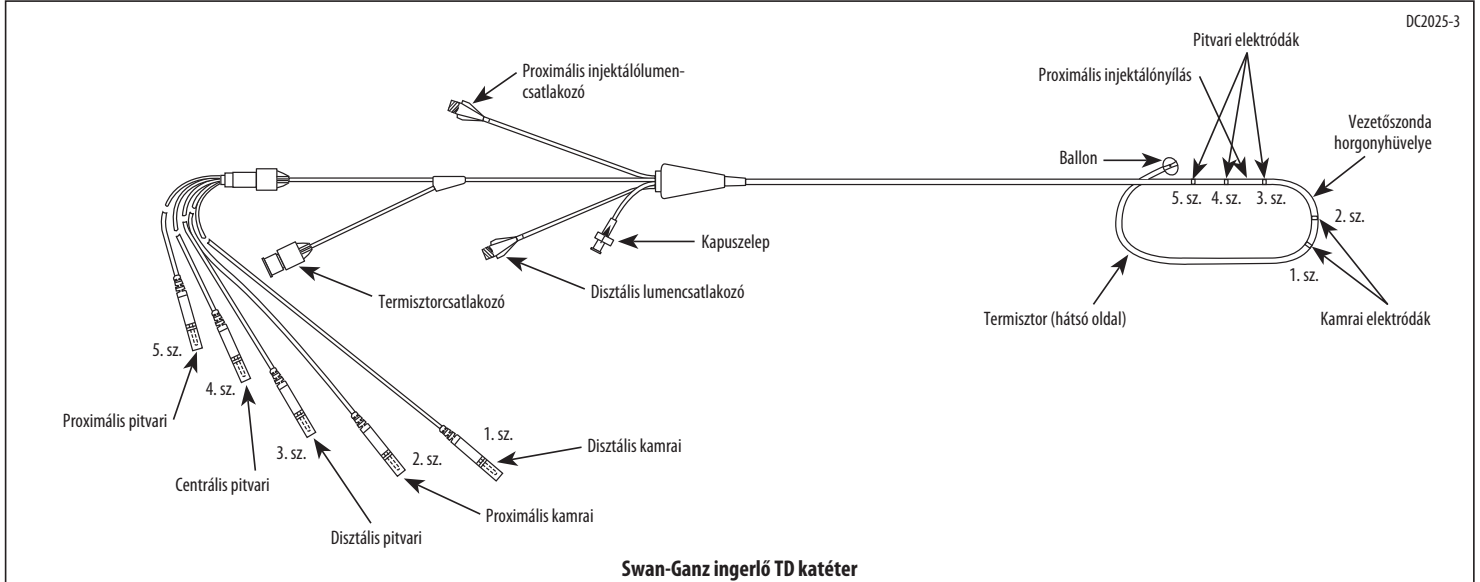 DC2025-3
Pitvari elektródák
Proximális injektálólumen-
csatlakozó
Proximális injektálónyílás
Vezetőszonda
horgonyhüvelye
Ballon
5. sz.
4. sz.
3. sz.
2. sz.
1. sz.
Kapuszelep
Disztális lumencsatlakozó
Termisztorcsatlakozó
Termisztor (hátsó oldal)
Kamrai elektródák
5. sz.
Proximális pitvari
4. sz.
Centrális pitvari
3. sz.
Disztális pitvari
2. sz.
Proximális kamrai
1. sz.
Disztális kamrai
Swan-Ganz ingerlő TD katéter